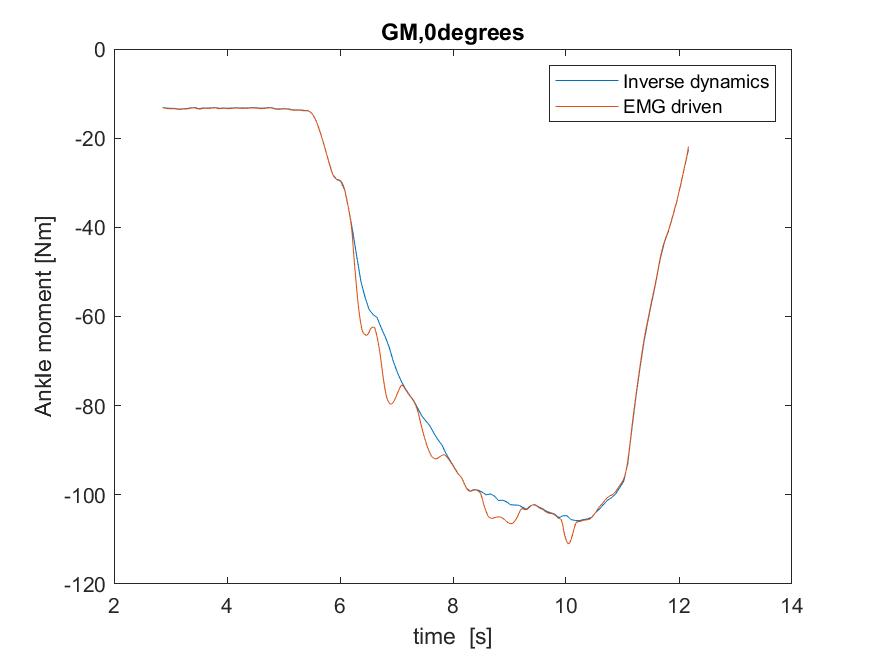 GM,0degrees
Inverse dynamics
EMG driven
0
-20
-40
-60
-80
-100
-120
Ankle moment [Nm]
2 4 6 8 10 12 14
time [s]